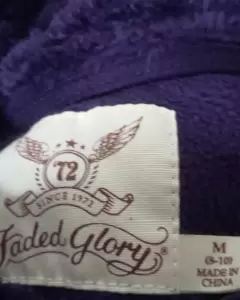 72
SINCE 1972
Faded Glory®
M
(8-10)
MADE IN
CHINA